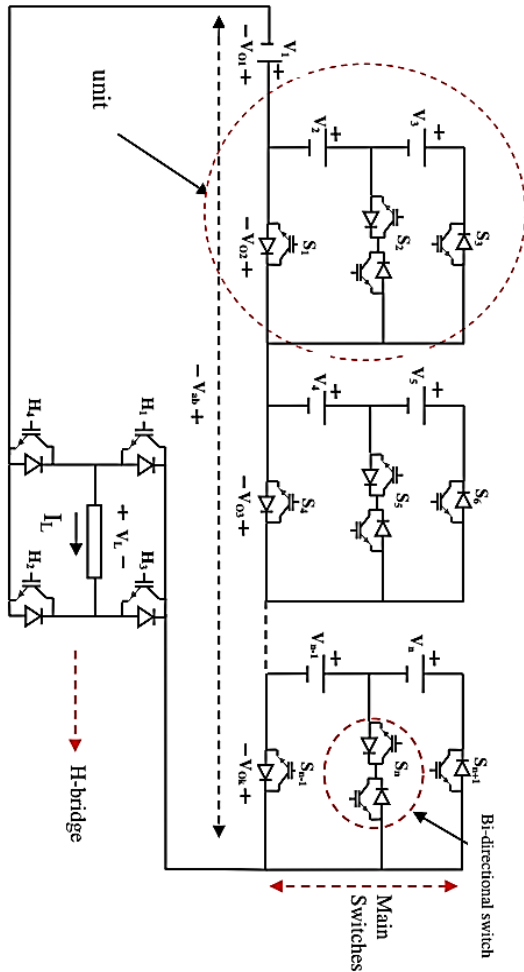 Bi-directional switch
Main
Switches
S3
S6
Sn+1
+ V3
+ V5
+ Vn
S2
S5
Sn
V2 +
V4 +
Vn-1 +
S1
S4
Sn-1
V1
+
− VO1 +
− VO2 +
− VO3 +
− VOk +
− Vab +
unit
H1
H3
+ VL −
IL
H4
H2
H-bridge